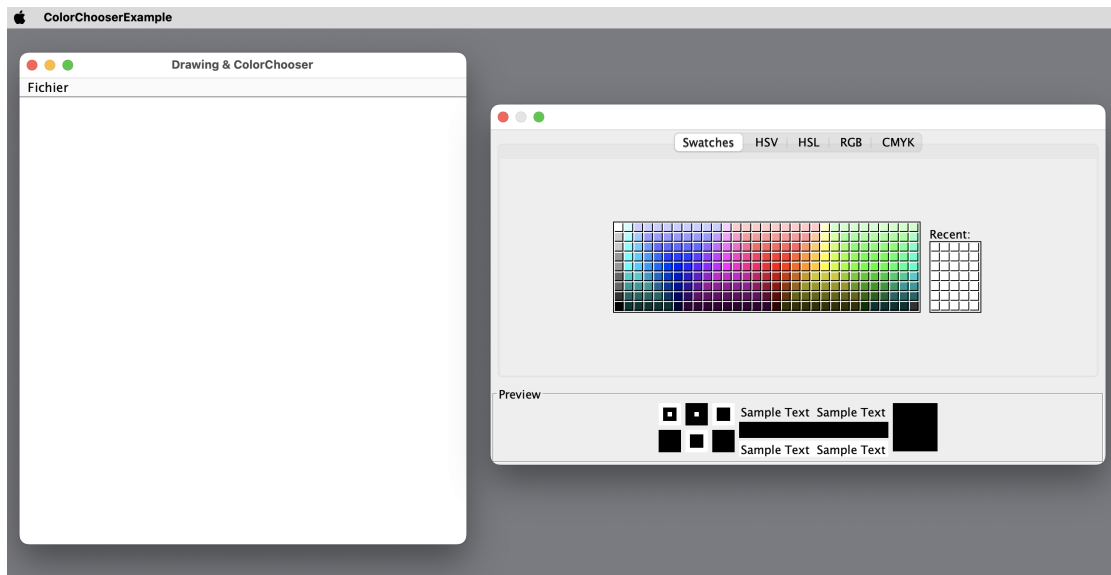 ColorChooserExample
Drawing & ColorChooser
Fichier
Swatches HSV HSL RGB CMYK
Recent:
Preview
Sample Text Sample Text
Sample Text Sample Text